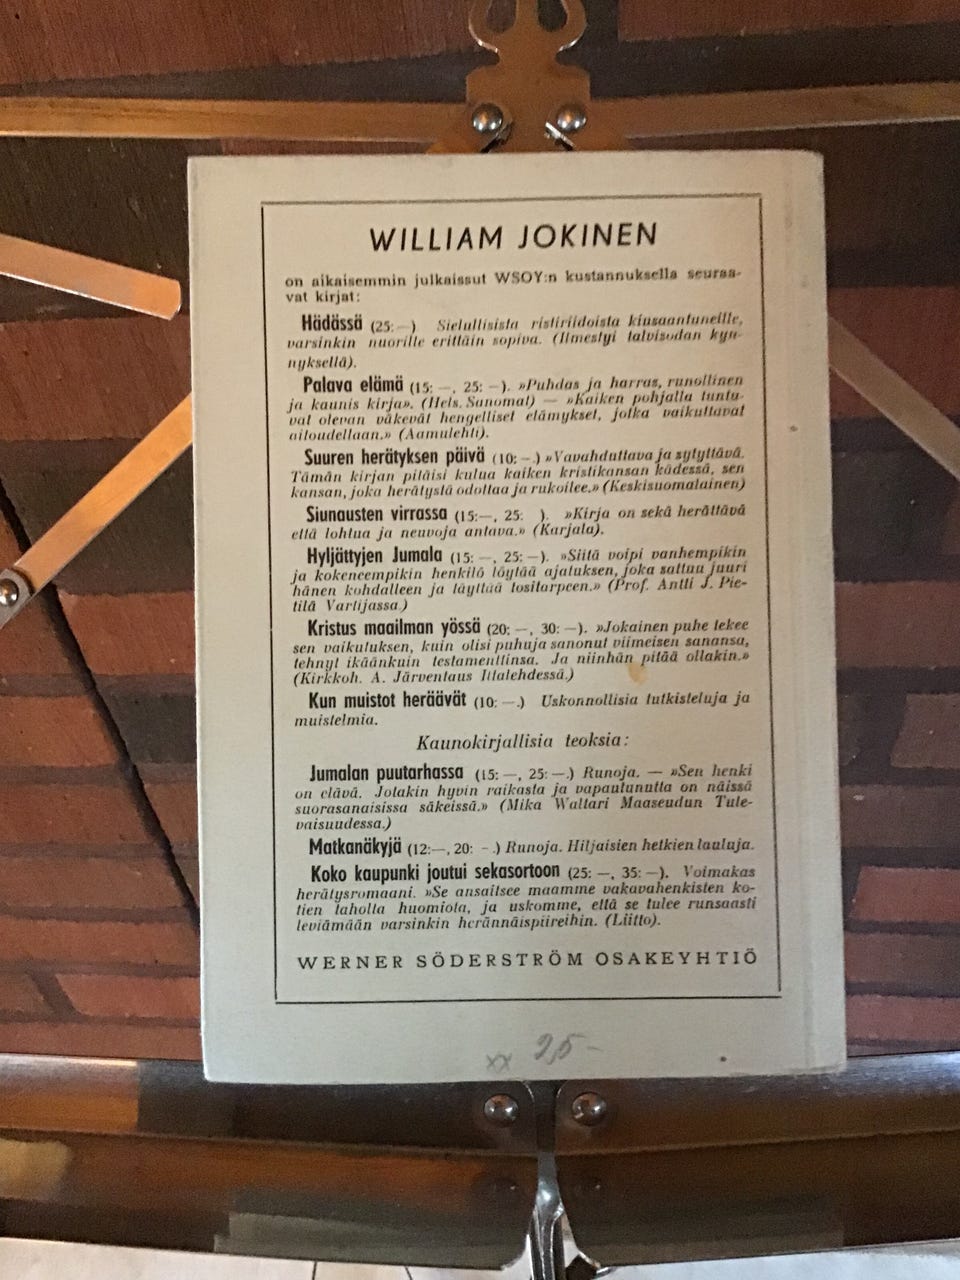 WILLIAM JOKINEN
on aikaisemmin julkaissut WSOY:n kustannuksella seuraa-
vat kirjat:
Hädässä (25: —) Sielullisista ristiriidoista kiusaantuneille,
varsinkin nuorille erittäin sopiva. (Ilmestyi talvisodan kyn-
nyksellä).
Palava elämä (15: —, 25: —). »Puhdas ja harras, runollinen
ja kaunis kirja». (Hels. Sanomat) — »Kaiken pohjalla tuntu-
vat olevan väkevät hengelliset elämykset, jotka vaikuttavat
aitoudellaan.» (Aamulehti).
Suuren herätyksen päivä (10: —.) »Vavahduttava ja sytyttävä.
Tämän kirjan pitäisi kulua kaiken kristikansan kädessä, sen
kansan, joka herätystä odottaa ja rukoilee.» (Keskisuomalainen)
Siunausten virrassa (15:—, 25: ). »Kirja on sekä herättävä
että lohtua ja neuvoja antava.» (Karjala).
Hyljättyjen Jumala (15: —, 25: —). »Siitä voipi vanhempikin
ja kokeneempikin henkilö löytää ajatuksen, joka sattuu juuri
hänen kohdalleen ja täyttää tositarpeen.» (Prof. Antti J. Pie-
tilä Vartijassa.)
Kristus maailman yössä (20: —, 30: —). »Jokainen puhe tekee
sen vaikutuksen, kuin olisi puhuja sanonut viimeisen sanansa,
tehnyt ikäänkuin testamenttinsa. Ja niinhän pitää ollakin.»
(Kirkkoh. A. Järventaus Iltalehdessä.)
Kun muistot heräävät (10: —.) Uskonnollisia tutkisteluja ja
muistelmia.
Kaunokirjallisia teoksia:
Jumalan puutarhassa (15: —, 25: —.) Runoja. — »Sen henki
on elävä. Jotakin hyvin raikasta ja vapautunutta on näissä
suorasanaisissa säkeissä.» (Mika Waltari Maaseudun Tule-
vaisuudessa.)
Matkanäkyjä (12:—, 20: - .) Runoja. Hiljaisien hetkien lauluja.
Koko kaupunki joutui sekasortoon (25: —, 35: —). Voimakas
herätysromaani. »Se ansaitsee maamme vakavahenkisten ko-
tien taholta huomiota, ja uskomme, että se tulee runsaasti
leviämään varsinkin herännäispiireihin. (Liitto).
WERNER SÖDERSTRÖM OSAKEYHTIÖ
xx 2,5 -